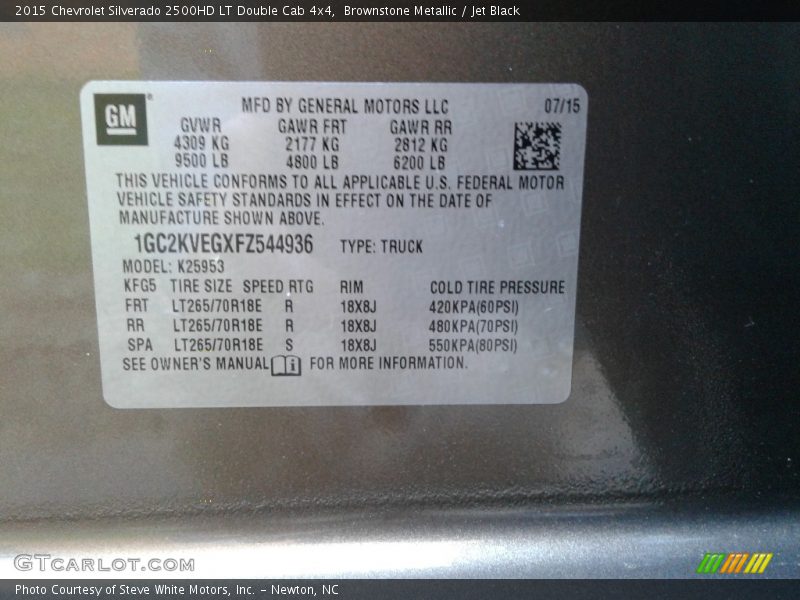 2015 Chevrolet Silverado 2500HD LT Double Cab 4x4, Brownstone Metallic / Jet Black
GM®
MFD BY GENERAL MOTORS LLC 07/15
GVWR GAWR FRT GAWR RR
4309 KG 2177 KG 2812 KG
9500 LB 4800 LB 6200 LB
THIS VEHICLE CONFORMS TO ALL APPLICABLE U.S. FEDERAL MOTOR
VEHICLE SAFETY STANDARDS IN EFFECT ON THE DATE OF
MANUFACTURE SHOWN ABOVE.
1GC2KVEGXFZ544936 TYPE: TRUCK
MODEL: K25953
KFG5 TIRE SIZE SPEED RTG RIM COLD TIRE PRESSURE
FRT LT265/70R18E R 18X8J 420KPA(60PSI)
RR LT265/70R18E R 18X8J 480KPA(70PSI)
SPA LT265/70R18E S 18X8J 550KPA(80PSI)
SEE OWNER'S MANUAL FOR MORE INFORMATION.
GTCARLOT.COM
Photo Courtesy of Steve White Motors, Inc. – Newton, NC